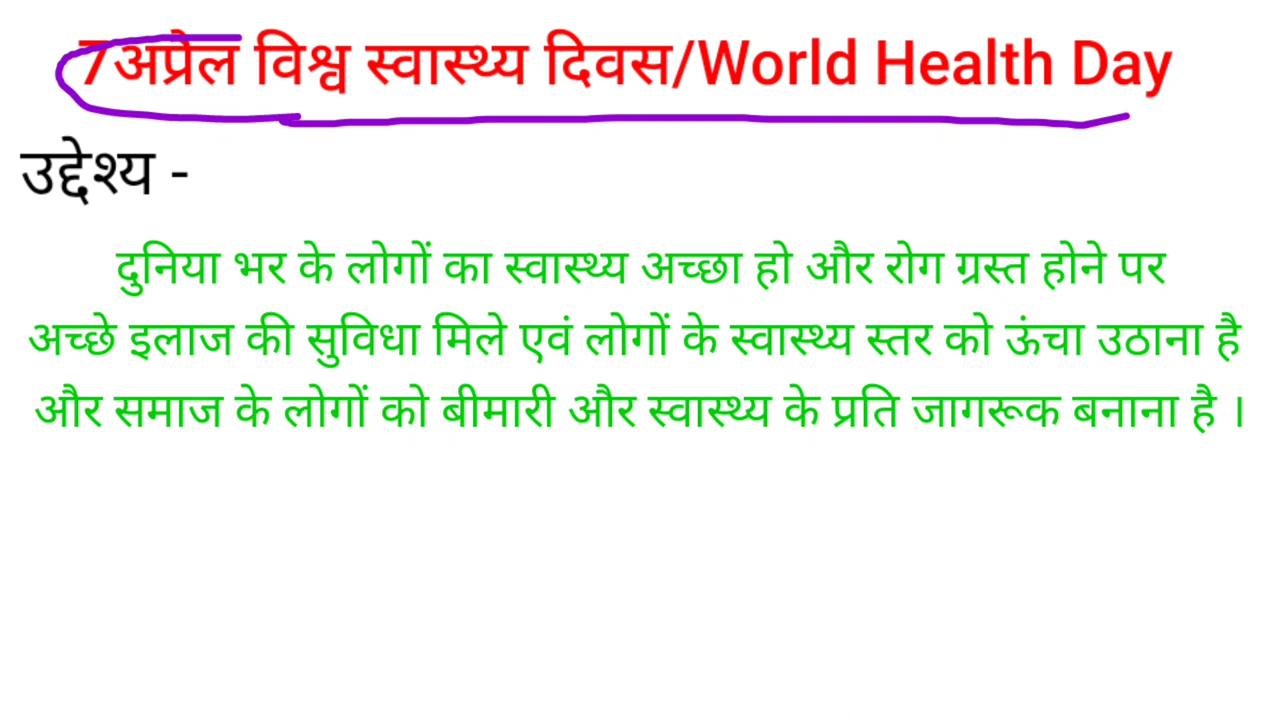 7अप्रेल विश्व स्वास्थ्य दिवस/World Health Day
उद्देश्य -
दुनिया भर के लोगों का स्वास्थ्य अच्छा हो और रोग ग्रस्त होने पर
अच्छे इलाज की सुविधा मिले एवं लोगों के स्वास्थ्य स्तर को ऊंचा उठाना है
और समाज के लोगों को बीमारी और स्वास्थ्य के प्रति जागरूक बनाना है ।